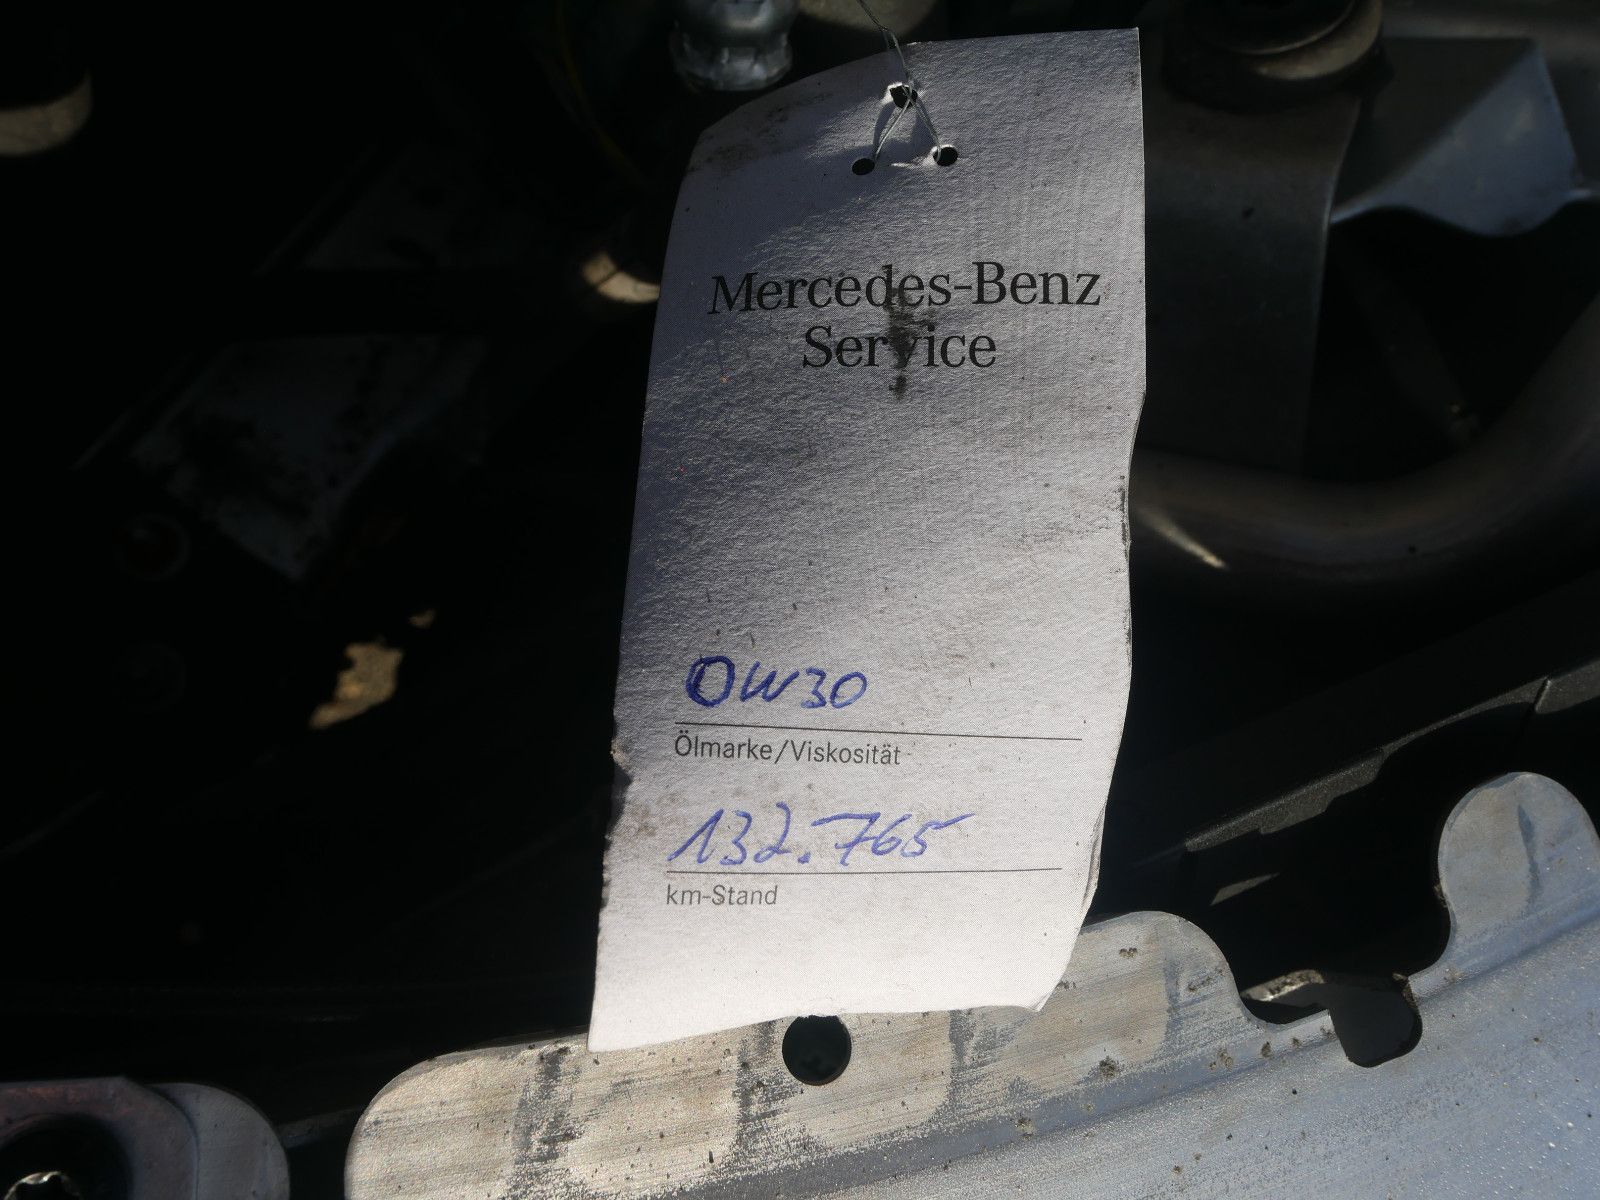 Mercedes-Benz
Service
0W30
Ölmarke/Viskosität
132.765
km-Stand